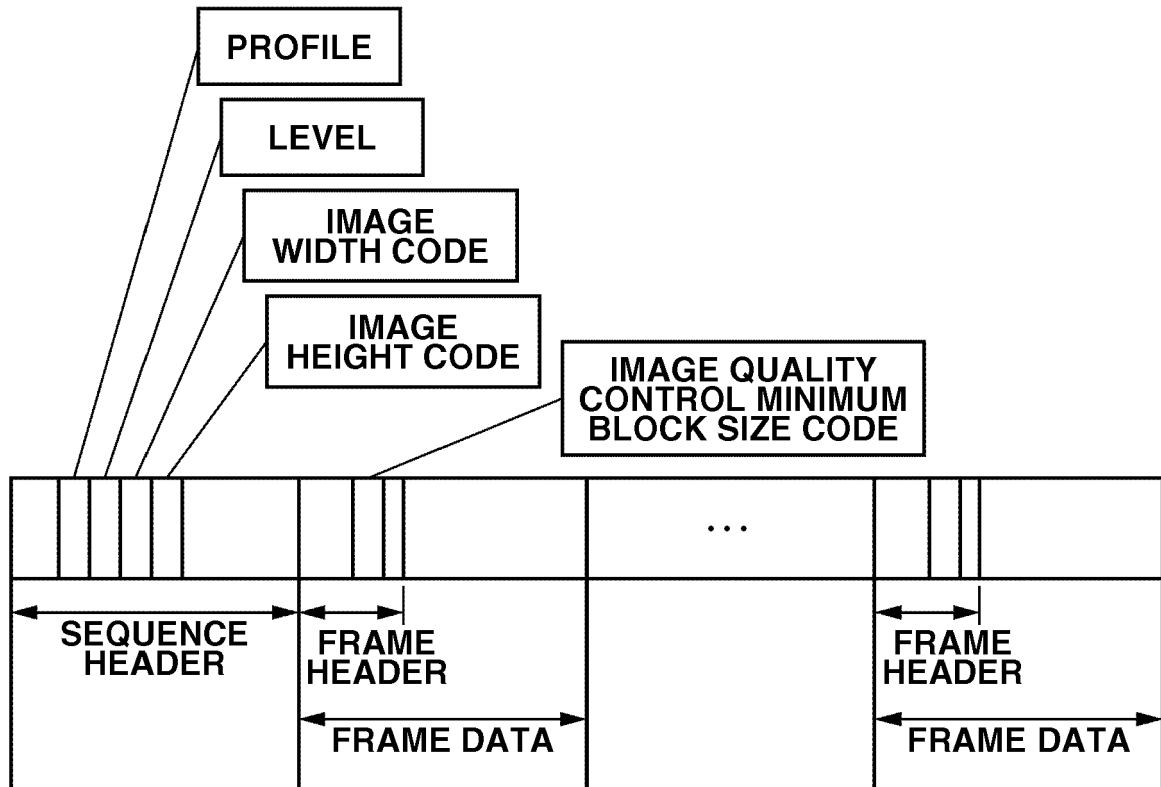 PROFILE
LEVEL
IMAGE
WIDTH CODE
IMAGE
HEIGHT CODE
IMAGE QUALITY
CONTROL MINIMUM
BLOCK SIZE CODE
...
SEQUENCE
HEADER
FRAME
HEADER
FRAME
HEADER
FRAME DATA
FRAME DATA